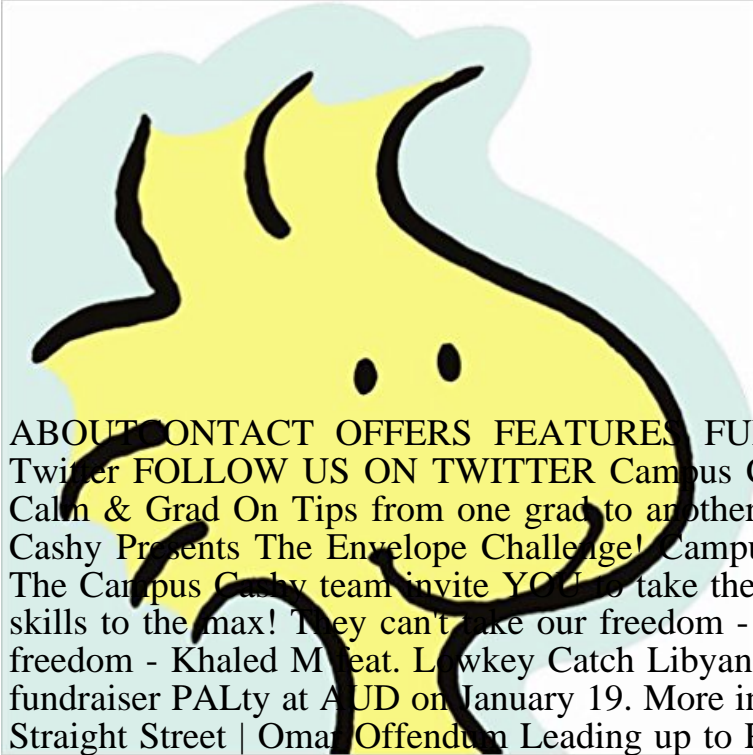 ABOUTCONTACT OFFERS FEATURES FU
Twitter FOLLOW US ON TWITTER Campus C
Calm & Grad On Tips from one grad to another
Cashy Presents The Envelope Challenge! Campu
The Campus Cashy team invite YOU to take the
skills to the max! They can't take our freedom -
freedom - Khaled M feat. Lowkey Catch Libyan
fundraiser PALty at AUD on January 19. More in
Straight Street | Omar Offendum Leading up to